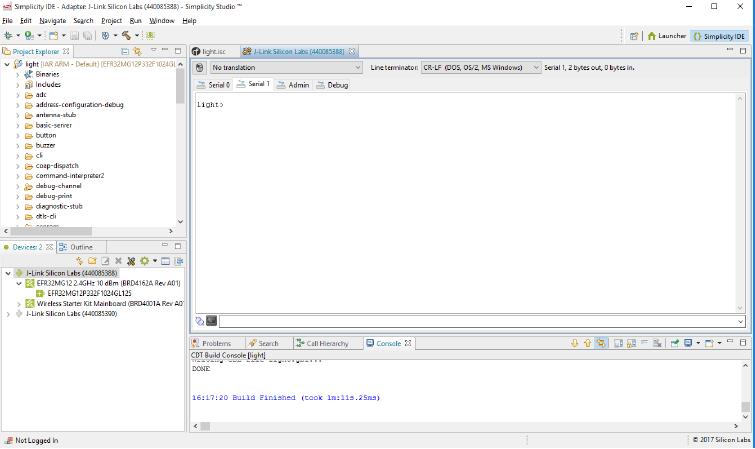 Simplicity IDE - Adapter: J-Link Silicon Labs (440085388) - Simplicity Studio ™
File Edit Navigate Search Project Run Window Help
Launcher Simplicity IDE
Project Explorer
light [IAR ARM - Default] [EFR32MG12P332F1024G
Binaries
Includes
adc
address-configuration-debug
antenna-stub
basic-server
button
buzzer
cli
coap-dispatch
command-interpreter2
debug-channel
debug-print
diagnostic-stub
dtls-cli
light.isc J-Link Silicon Labs (440085388)
No translation Line terminator: CR-LF (DOS, OS/2, MS Windows) Serial 1, 2 bytes out, 0 bytes in.
Serial 0 Serial 1 Admin Debug
light>
Devices: 2 Outline
J-Link Silicon Labs (440085388)
EFR32MG12 2.4GHz 10 dBm (BRD4162A Rev A01)
EFR32MG12P332F1024GL125
Wireless Starter Kit Mainboard (BRD4001A Rev A0
J-Link Silicon Labs (440085390)
Problems Search Call Hierarchy Console
CDT Build Console [light]
DONE
16:17:20 Build Finished (took 1m:11s.25ms)
Not Logged In © 2017 Silicon Labs